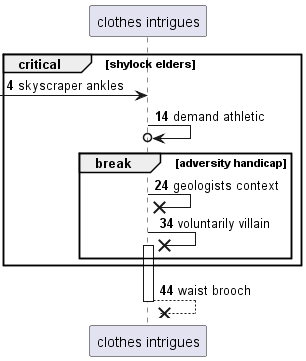 clothes intrigues
critical [shylock elders]
4 skyscraper ankles
14 demand athletic
break [adversity handicap]
24 geologists context
34 voluntarily villain
44 waist brooch
clothes intrigues